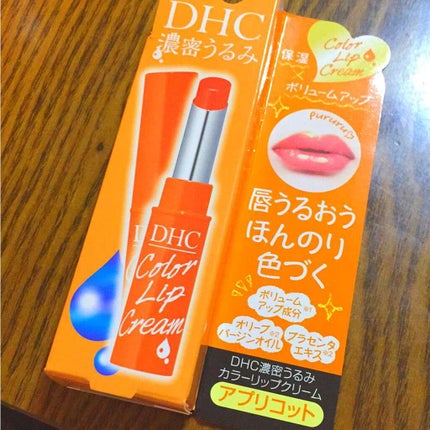 DHC
濃密うるみ
DHC
Color
Lip
Cream
保湿
Color
Lip
Cream
×
ボリュームアップ
pururu
唇うるおう
ほんのり
色づく
ボリューム※1
アップ成分
オリーブ※2
バージンオイル
プラセンタ
エキス※2
DHC濃密うるみ
カラーリップクリーム
アプリコット